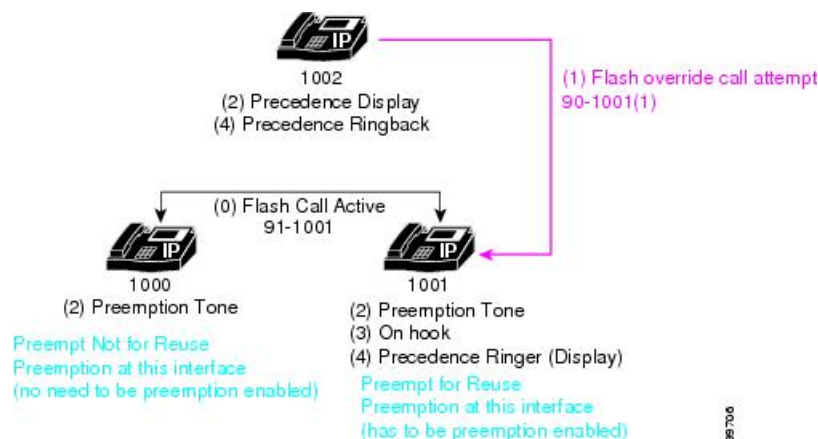 IP
1002
(2) Precedence Display
(4) Precedence Ringback
(1) Flash override call attempt
90-1001(1)
(0) Flash Call Active
91-1001
IP
1000
(2) Preemption Tone
Preempt Not for Reuse
Preemption at this interface
(no need to be preemption enabled)
IP
1001
(2) Preemption Tone
(3) On hook
(4) Precedence Ringer (Display)
Preempt for Reuse
Preemption at this interface
(has to be preemption enabled)